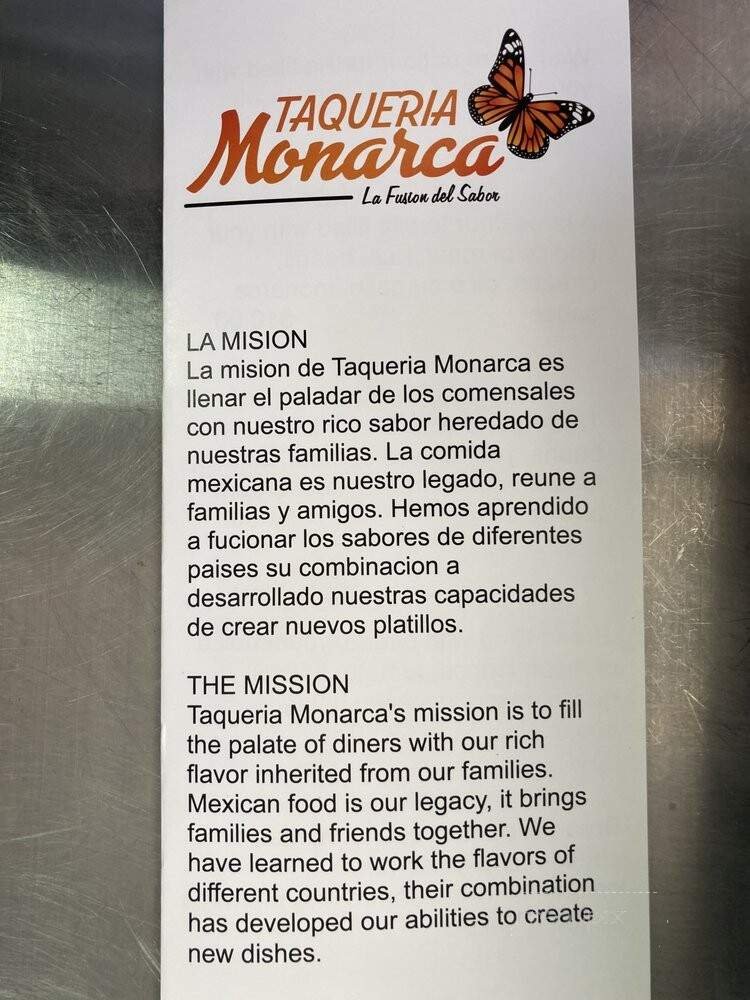 TAQUERIA
Monarca
La Fusion del Sabor
LA MISION
La mision de Taqueria Monarca es
llenar el paladar de los comensales
con nuestro rico sabor heredado de
nuestras familias. La comida
mexicana es nuestro legado, reune a
familias y amigos. Hemos aprendido
a fucionar los sabores de diferentes
paises su combinacion a
desarrollado nuestras capacidades
de crear nuevos platillos.
THE MISSION
Taqueria Monarca's mission is to fill
the palate of diners with our rich
flavor inherited from our families.
Mexican food is our legacy, it brings
families and friends together. We
have learned to work the flavors of
different countries, their combination
has developed our abilities to create
new dishes.